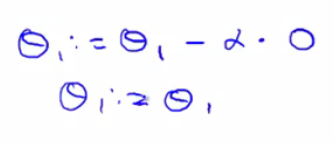 θ₁ := θ₁ - α · 0
θ₁ := θ₁